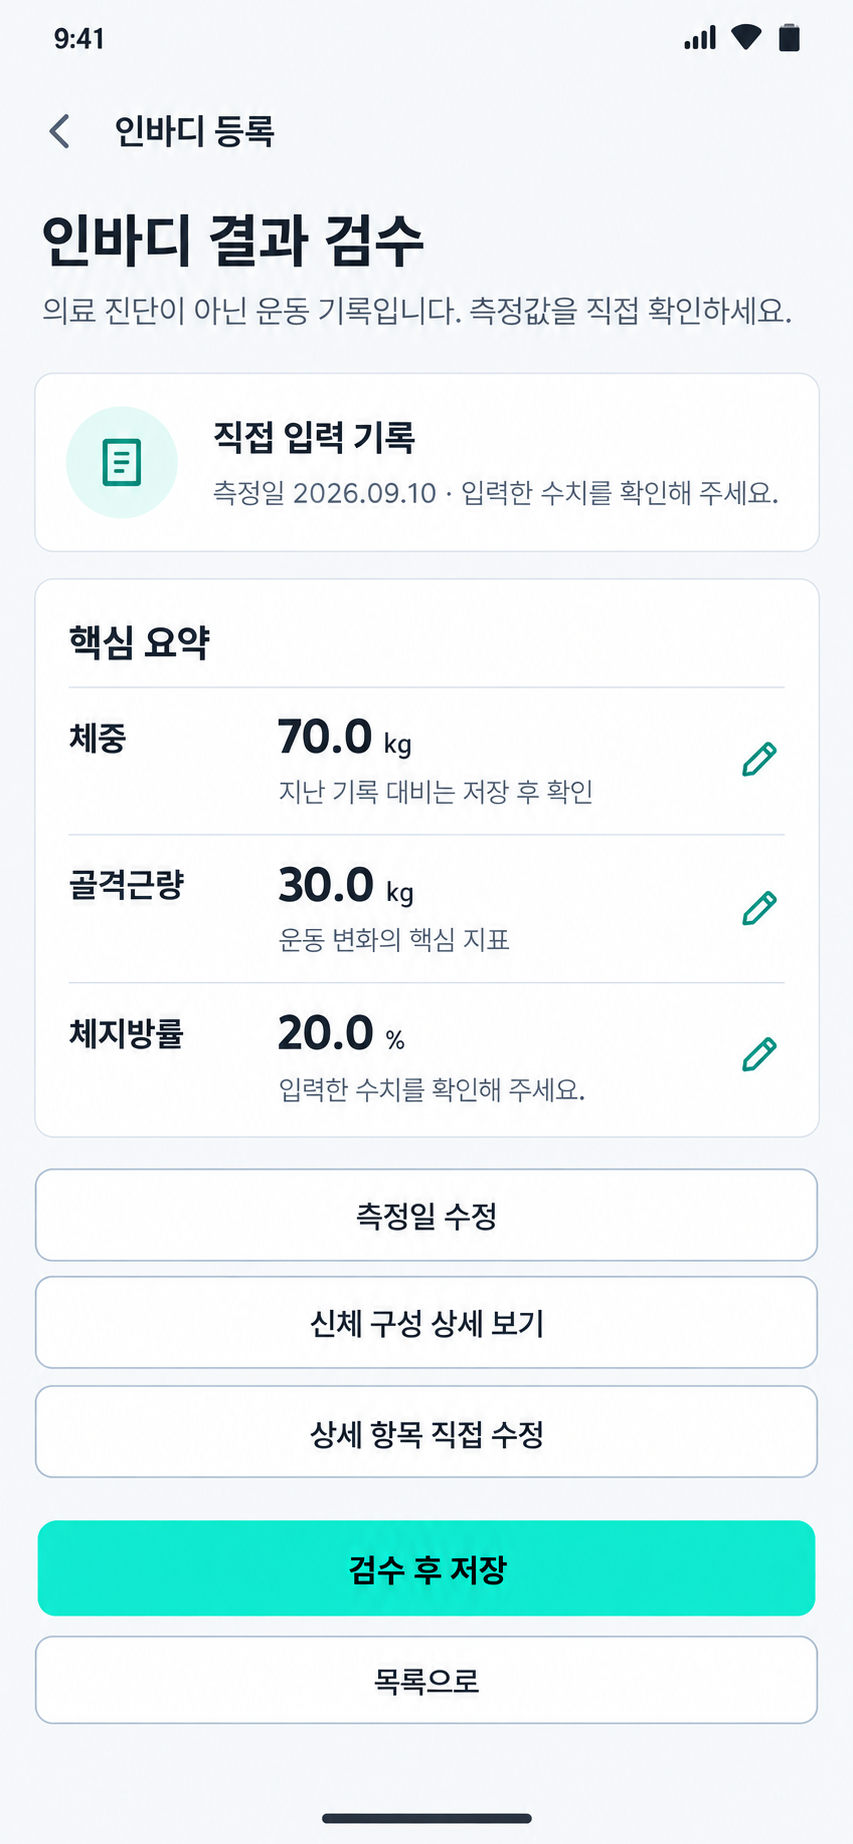 9:41
인바디 등록
인바디 결과 검수
의료 진단이 아닌 운동 기록입니다. 측정값을 직접 확인하세요.
직접 입력 기록
측정일 2026.09.10 · 입력한 수치를 확인해 주세요.
핵심 요약
체중
70.0 kg
지난 기록 대비는 저장 후 확인
골격근량
30.0 kg
운동 변화의 핵심 지표
체지방률
20.0 %
입력한 수치를 확인해 주세요.
측정일 수정
신체 구성 상세 보기
상세 항목 직접 수정
검수 후 저장
목록으로